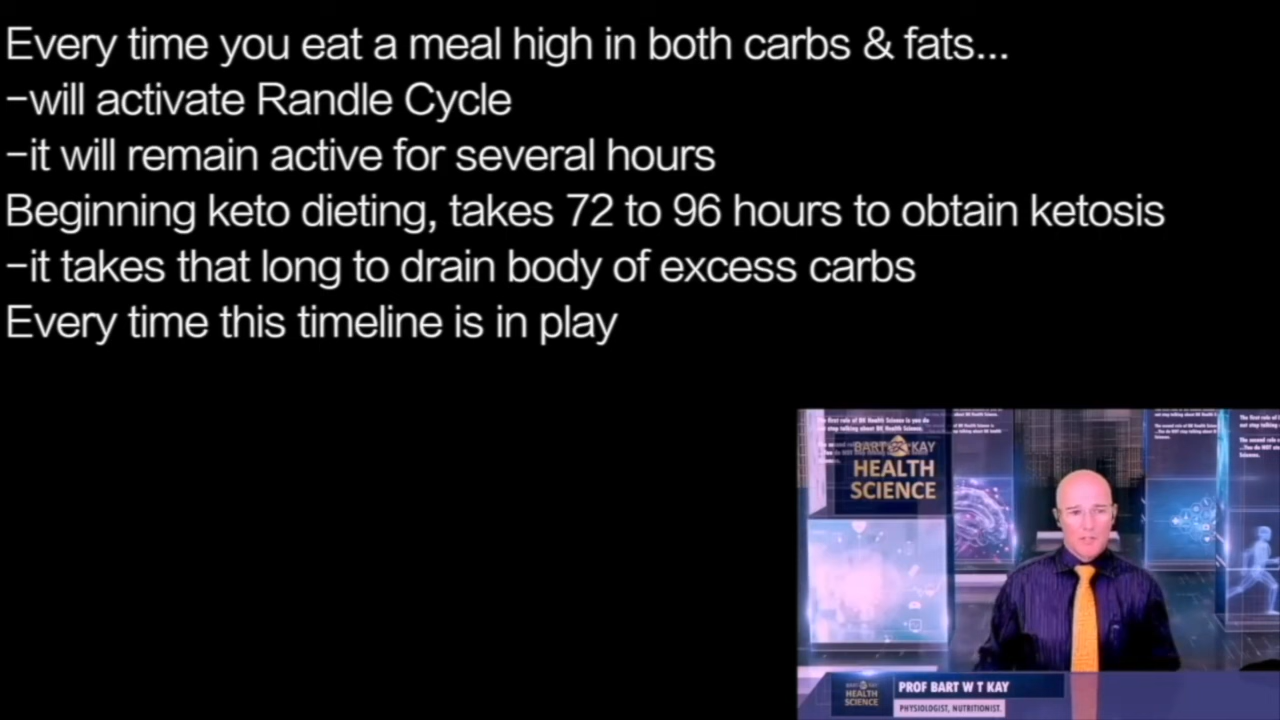 Every time you eat a meal high in both carbs & fats...
-will activate Randle Cycle
-it will remain active for several hours
Beginning keto dieting, takes 72 to 96 hours to obtain ketosis
-it takes that long to drain body of excess carbs
Every time this timeline is in play
BART KAY
HEALTH
SCIENCE
HEALTH
SCIENCE
PROF BART W T KAY
PHYSIOLOGIST, NUTRITIONIST.